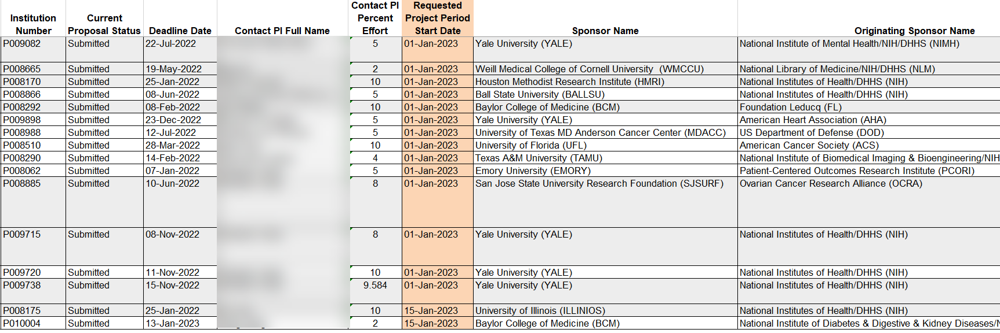 Institution Number	Current Proposal Status	Deadline Date	Contact PI Full Name	Contact PI Percent Effort	Requested Project Period Start Date	Sponsor Name	Originating Sponsor Name
P009082	Submitted	22-Jul-2022	5	01-Jan-2023	Yale University (YALE)	National Institute of Mental Health/NIH/DHHS (NIMH)
P008665	Submitted	19-May-2022	2	01-Jan-2023	Weill Medical College of Cornell University (WMCCU)	National Library of Medicine/NIH/DHHS (NLM)
P008170	Submitted	25-Jan-2022	10	01-Jan-2023	Houston Methodist Research Institute (HMRI)	National Institutes of Health/DHHS (NIH)
P008866	Submitted	08-Jun-2022	5	01-Jan-2023	Ball State University (BALLSU)	National Institutes of Health/DHHS (NIH)
P008292	Submitted	08-Feb-2022	10	01-Jan-2023	Baylor College of Medicine (BCM)	Foundation Leducq (FL)
P009898	Submitted	23-Dec-2022	5	01-Jan-2023	Yale University (YALE)	American Heart Association (AHA)
P008988	Submitted	12-Jul-2022	5	01-Jan-2023	University of Texas MD Anderson Cancer Center (MDACC)	US Department of Defense (DOD)
P008510	Submitted	28-Mar-2022	10	01-Jan-2023	University of Florida (UFL)	American Cancer Society (ACS)
P008290	Submitted	14-Feb-2022	4	01-Jan-2023	Texas A&M University (TAMU)	National Institute of Biomedical Imaging & Bioengineering/NIH
P008062	Submitted	07-Jan-2022	5	01-Jan-2023	Emory University (EMORY)	Patient-Centered Outcomes Research Institute (PCORI)
P008885	Submitted	10-Jun-2022	8	01-Jan-2023	San Jose State University Research Foundation (SJSURF)	Ovarian Cancer Research Alliance (OCRA)
P009715	Submitted	08-Nov-2022	8	01-Jan-2023	Yale University (YALE)	National Institutes of Health/DHHS (NIH)
P009720	Submitted	11-Nov-2022	10	01-Jan-2023	Yale University (YALE)	National Institutes of Health/DHHS (NIH)
P009738	Submitted	15-Nov-2022	9.584	01-Jan-2023	Yale University (YALE)	National Institutes of Health/DHHS (NIH)
P008175	Submitted	25-Jan-2022	10	15-Jan-2023	University of Illinois (ILLINIOS)	National Institutes of Health/DHHS (NIH)
P010004	Submitted	13-Jan-2023	2	15-Jan-2023	Baylor College of Medicine (BCM)	National Institute of Diabetes & Digestive & Kidney Diseases/